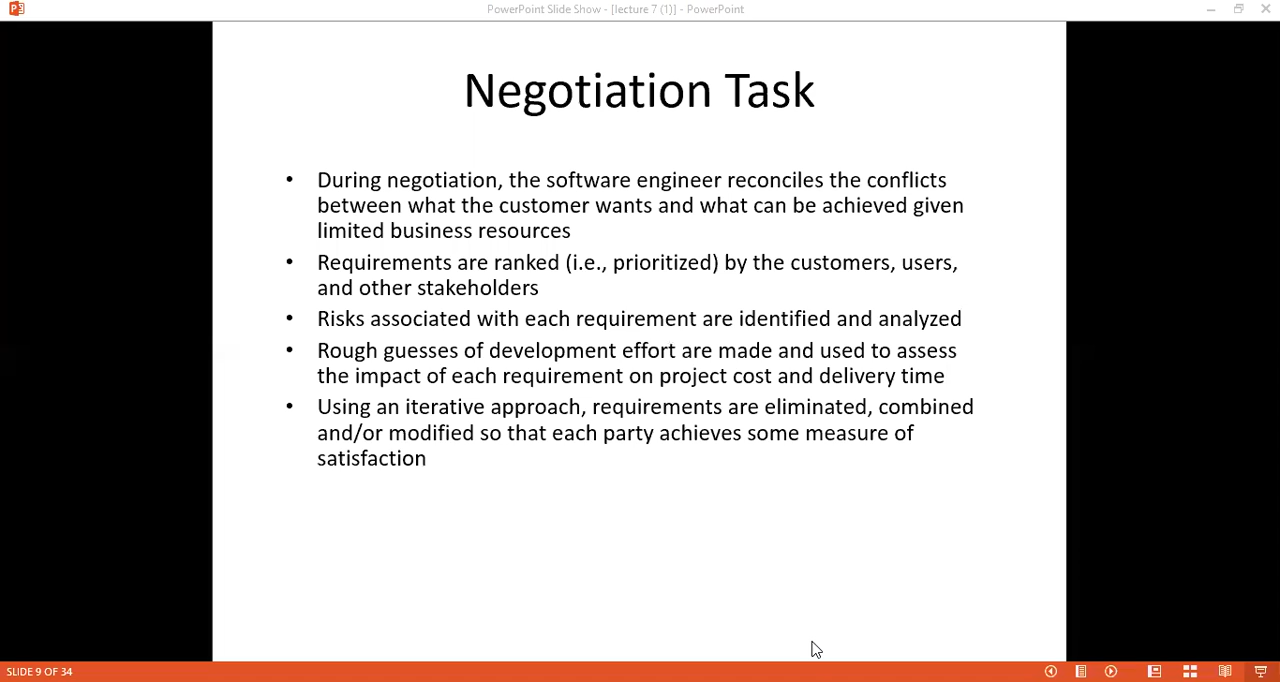 PowerPoint Slide Show - [lecture 7 (1)] - PowerPoint
Negotiation Task
• During negotiation, the software engineer reconciles the conflicts
between what the customer wants and what can be achieved given
limited business resources
• Requirements are ranked (i.e., prioritized) by the customers, users,
and other stakeholders
• Risks associated with each requirement are identified and analyzed
• Rough guesses of development effort are made and used to assess
the impact of each requirement on project cost and delivery time
• Using an iterative approach, requirements are eliminated, combined
and/or modified so that each party achieves some measure of
satisfaction
SLIDE 9 OF 34